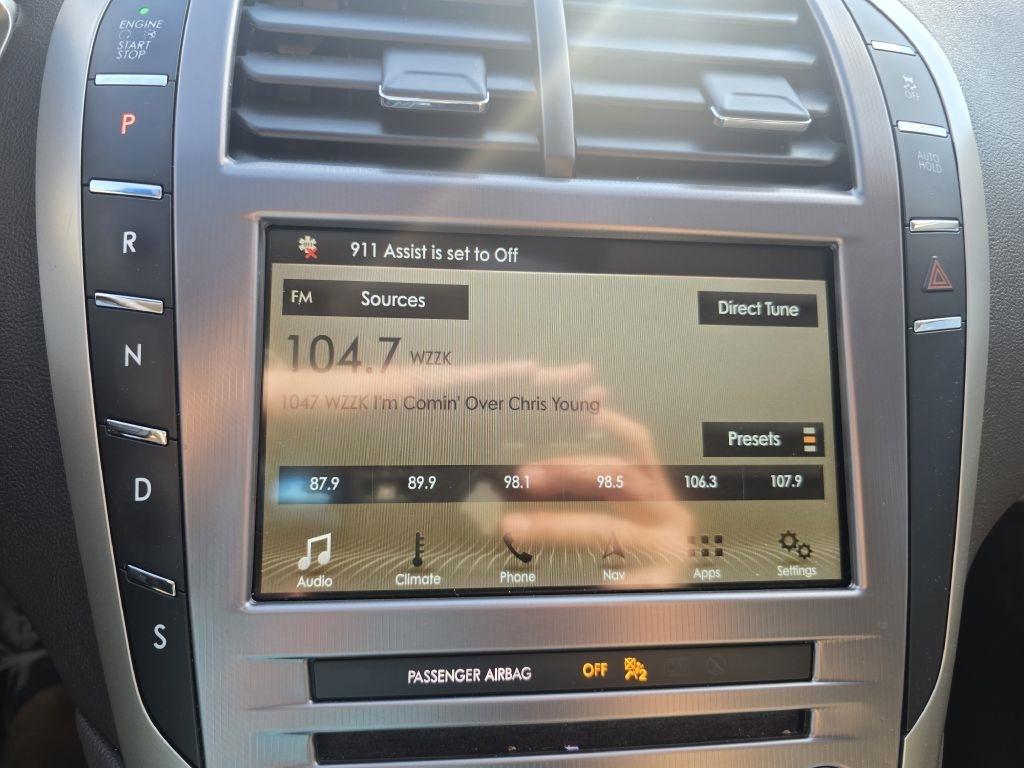 ENGINE
START
STOP
P
R
N
D
S
911 Assist is set to Off
FM Sources
Direct Tune
104.7 WZZK
1047 WZZK I'm Comin' Over Chris Young
Presets
87.9 89.9 98.1 98.5 106.3 107.9
Audio Climate Phone Nav Apps Settings
PASSENGER AIRBAG OFF 2
OFF
AUTO
HOLD